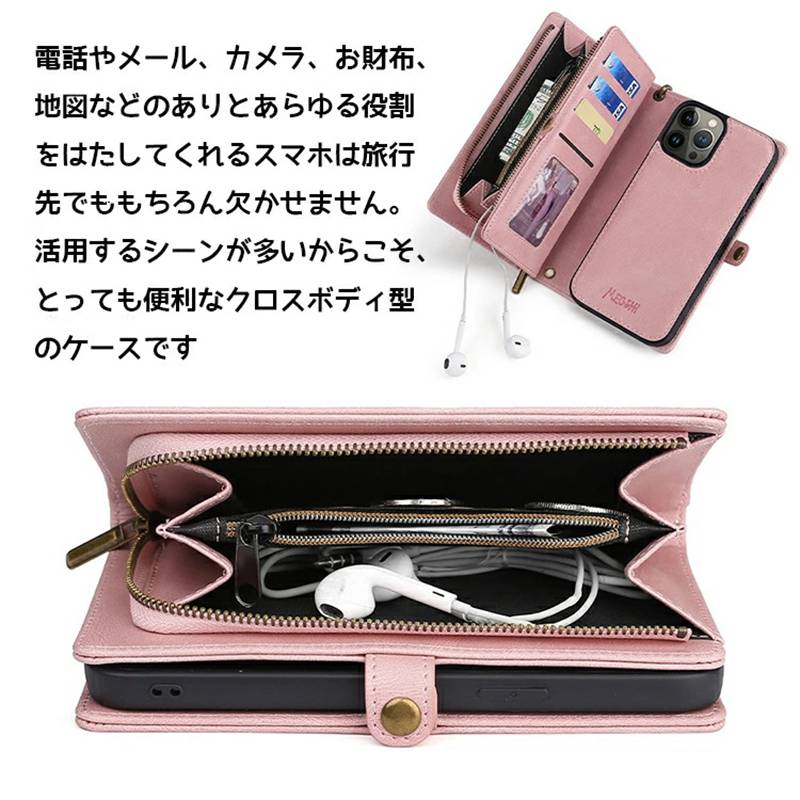 電話やメール、カメラ、お財布、
地図などのありとあらゆる役割
をはたしてくれるスマホは旅行
先でももちろん欠かせません。
活用するシーンが多いからこそ、
とっても便利なクロスボディ型
のケースです